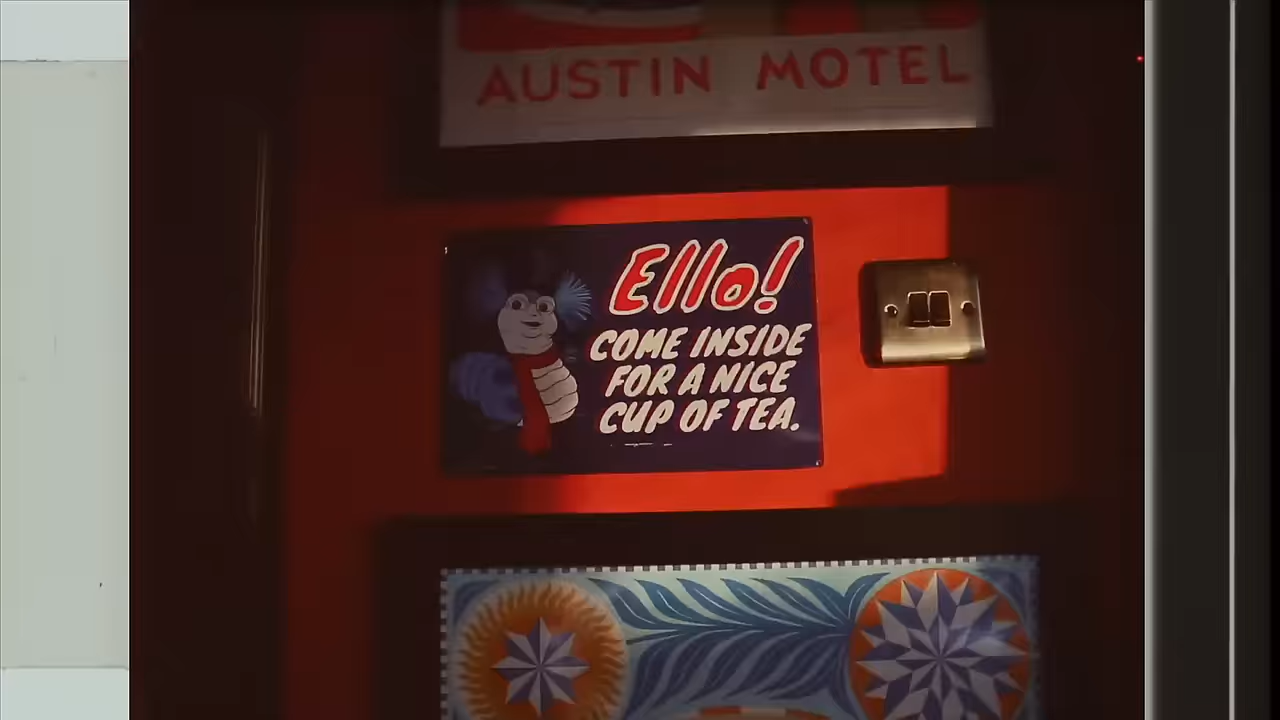 AUSTIN MOTEL
Ello!
COME INSIDE
FOR A NICE
CUP OF TEA.